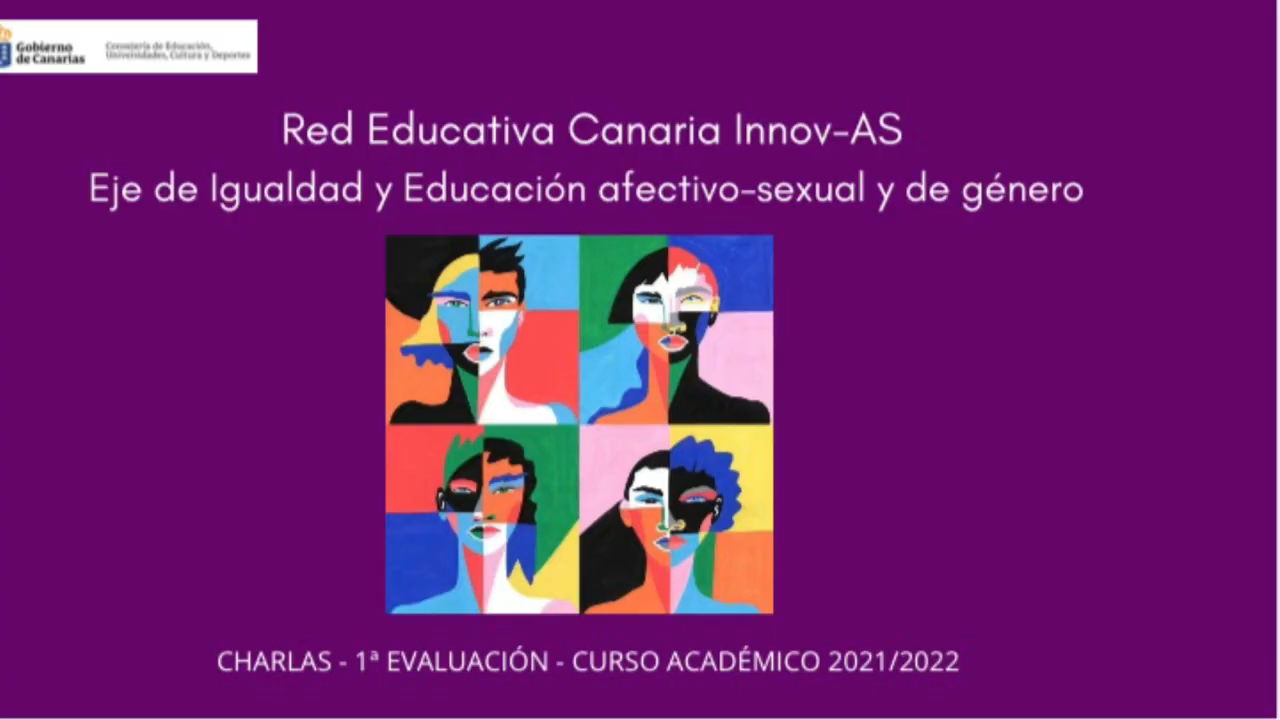 Gobierno
de Canarias
Consejería de Educación,
Universidades, Cultura y Deportes
Red Educativa Canaria Innov-AS
Eje de Igualdad y Educación afectivo-sexual y de género
CHARLAS - 1ª EVALUACIÓN - CURSO ACADÉMICO 2021/2022